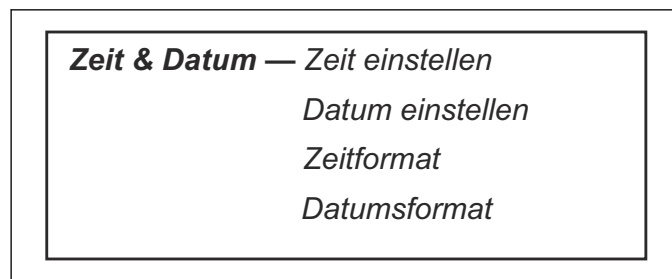 Zeit & Datum — Zeit einstellen
Datum einstellen
Zeitformat
Datumsformat